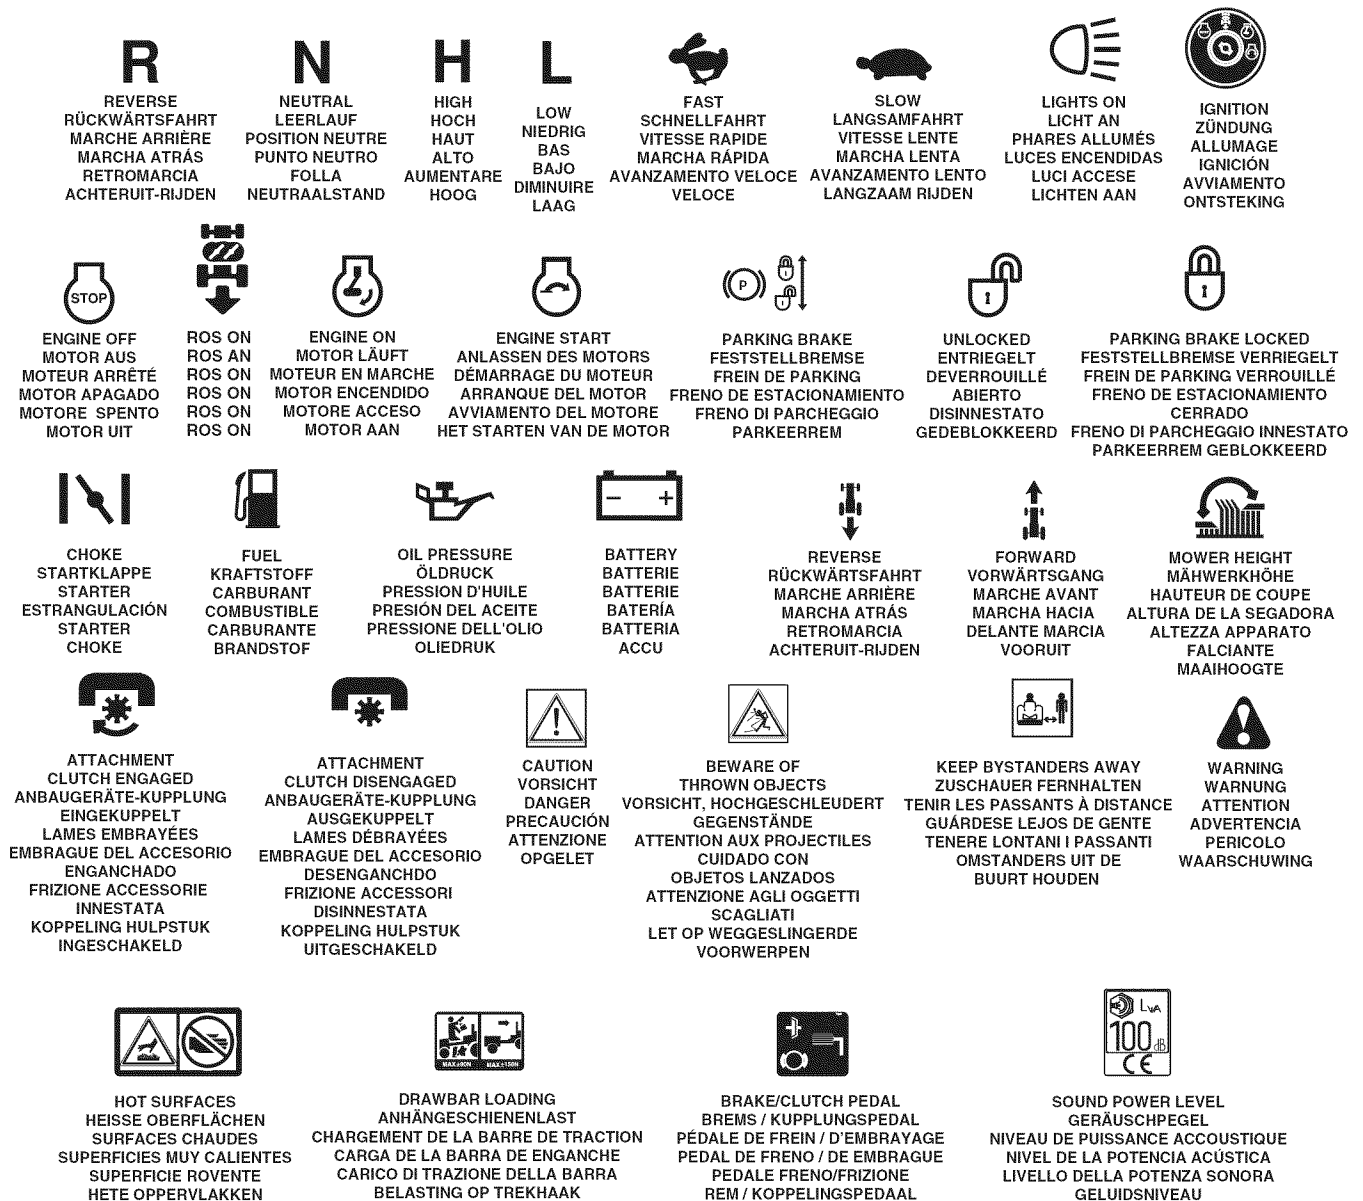 R
REVERSE
RÜCKWÄRTSFAHRT
MARCHE ARRIÈRE
MARCHA ATRÁS
RETROMARCIA
ACHTERUIT-RIJDEN
N
NEUTRAL
LEERLAUF
POSITION NEUTRE
PUNTO NEUTRO
FOLLA
NEUTRAALSTAND
H
HIGH
HOCH
HAUT
ALTO
AUMENTARE
HOOG
L
LOW
NIEDRIG
BAS
BAJO
DIMINUIRE
LAAG
FAST
SCHNELLFAHRT
VITESSE RAPIDE
MARCHA RÁPIDA
AVANZAMENTO VELOCE
VELOCE
SLOW
LANGSAMFAHRT
VITESSE LENTE
MARCHA LENTA
AVANZAMENTO LENTO
LANGZAAM RIJDEN
LIGHTS ON
LICHT AN
PHARES ALLUMÉS
LUCES ENCENDIDAS
LUCI ACCESE
LICHTEN AAN
IGNITION
ZÜNDUNG
ALLUMAGE
IGNICIÓN
AVVIAMENTO
ONTSTEKING
STOP
ENGINE OFF
MOTOR AUS
MOTEUR ARRÊTÉ
MOTOR APAGADO
MOTORE SPENTO
MOTOR UIT
ROS ON
ROS AN
ROS ON
ROS ON
ROS ON
ROS ON
ENGINE ON
MOTOR LÄUFT
MOTEUR EN MARCHE
MOTOR ENCENDIDO
MOTORE ACCESO
MOTOR AAN
ENGINE START
ANLASSEN DES MOTORS
DÉMARRAGE DU MOTEUR
ARRANQUE DEL MOTOR
AVVIAMENTO DEL MOTORE
HET STARTEN VAN DE MOTOR
P
PARKING BRAKE
FESTSTELLBREMSE
FREIN DE PARKING
FRENO DE ESTACIONAMIENTO
FRENO DI PARCHEGGIO
PARKEERREM
UNLOCKED
ENTRIEGELT
DEVERROUILLÉ
ABIERTO
DISINNESTATO
GEDEBLOKKEERD
PARKING BRAKE LOCKED
FESTSTELLBREMSE VERRIEGELT
FREIN DE PARKING VERROUILLÉ
FRENO DE ESTACIONAMIENTO
CERRADO
FRENO DI PARCHEGGIO INNESTATO
PARKEERREM GEBLOKKEERD
CHOKE
STARTKLAPPE
STARTER
ESTRANGULACIÓN
STARTER
CHOKE
FUEL
KRAFTSTOFF
CARBURANT
COMBUSTIBLE
CARBURANTE
BRANDSTOF
OIL PRESSURE
ÖLDRUCK
PRESSION D'HUILE
PRESIÓN DEL ACEITE
PRESSIONE DELL'OLIO
OLIEDRUK
- +
BATTERY
BATTERIE
BATTERIE
BATERÍA
BATTERIA
ACCU
REVERSE
RÜCKWÄRTSFAHRT
MARCHE ARRIÈRE
MARCHA ATRÁS
RETROMARCIA
ACHTERUIT-RIJDEN
FORWARD
VORWÄRTSGANG
MARCHE AVANT
MARCHA HACIA
DELANTE MARCIA
VOORUIT
MOWER HEIGHT
MÄHWERKHÖHE
HAUTEUR DE COUPE
ALTURA DE LA SEGADORA
ALTEZZA APPARATO
FALCIANTE
MAAIHOOGTE
ATTACHMENT
CLUTCH ENGAGED
ANBAUGERÄTE-KUPPLUNG
EINGEKUPPELT
LAMES EMBRAYÉES
EMBRAGUE DEL ACCESORIO
ENGANCHADO
FRIZIONE ACCESSORIE
INNESTATA
KOPPELING HULPSTUK
INGESCHAKELD
ATTACHMENT
CLUTCH DISENGAGED
ANBAUGERÄTE-KUPPLUNG
AUSGEKUPPELT
LAMES DÉBRAYÉES
EMBRAGUE DEL ACCESORIO
DESENGANCHDO
FRIZIONE ACCESSORI
DISINNESTATA
KOPPELING HULPSTUK
UITGESCHAKELD
!
CAUTION
VORSICHT
DANGER
PRECAUCIÓN
ATTENZIONE
OPGELET
BEWARE OF
THROWN OBJECTS
VORSICHT, HOCHGESCHLEUDERT
GEGENSTÄNDE
ATTENTION AUX PROJECTILES
CUIDADO CON
OBJETOS LANZADOS
ATTENZIONE AGLI OGGETTI
SCAGLIATI
LET OP WEGGESLINGERDE
VOORWERPEN
KEEP BYSTANDERS AWAY
ZUSCHAUER FERNHALTEN
TENIR LES PASSANTS À DISTANCE
GUÁRDESE LEJOS DE GENTE
TENERE LONTANI I PASSANTI
OMSTANDERS UIT DE
BUURT HOUDEN
!
WARNING
WARNUNG
ATTENTION
ADVERTENCIA
PERICOLO
WAARSCHUWING
HOT SURFACES
HEISSE OBERFLÄCHEN
SURFACES CHAUDES
SUPERFICIES MUY CALIENTES
SUPERFICIE ROVENTE
HETE OPPERVLAKKEN
DRAWBAR LOADING
ANHÄNGESCHIENENLAST
CHARGEMENT DE LA BARRE DE TRACTION
CARGA DE LA BARRA DE ENGANCHE
CARICO DI TRAZIONE DELLA BARRA
BELASTING OP TREKHAAK
BRAKE/CLUTCH PEDAL
BREMS / KUPPLUNGSPEDAL
PÉDALE DE FREIN / D'EMBRAYAGE
PEDAL DE FRENO / DE EMBRAGUE
PEDALE FRENO/FRIZIONE
REM / KOPPELINGSPEDAAL
LWA
100 dB
CE
SOUND POWER LEVEL
GERÄUSCHPEGEL
NIVEAU DE PUISSANCE ACCOUSTIQUE
NIVEL DE LA POTENCIA ACÚSTICA
LIVELLO DELLA POTENZA SONORA
GELUIDSNIVEAU